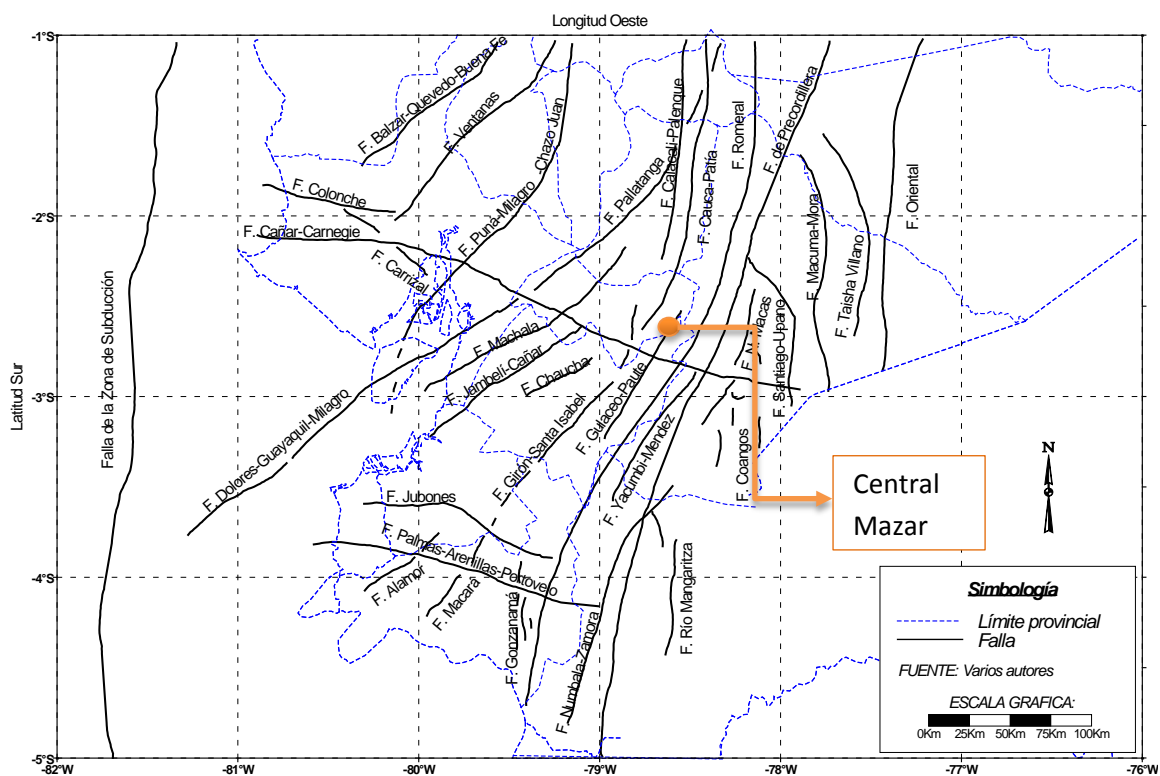 Longitud Oeste
-1°S
-2°S
-3°S
-4°S
-5°S
Latitud Sur
-82°W
-81°W
-80°W
-79°W
-78°W
-77°W
-76°W
Falla de la Zona de Subducción
F. Balzar-Quevedo-Buena Fe
F. Ventanas
F. Puná-Milagro -Chazo Juan
F. Pallatanga
F. Calacalí-Palenque
F. Cauca-Patía
F. Romeral
F. de Precordillera
F. Oriental
F. Colonche
F. Cañar-Carnegie
F. Carrizal
F. Macuma-Mora
F. Taisha Villano
F. N. Macas
F. Santiago-Upano
F. Machala
F. Jambelí-Cañar
F. Chaucha
F. Dolores-Guayaquil-Milagro
F. Girón-Santa Isabel
F. Gulaceo-Paute
F. Yacumbi-Mendez
F. Coangos
F. Jubones
F. Palmas-Arenillas-Portovelo
F. Alamor
F. Macará
F. Gonzanamá
F. Numbala-Zamora
F. Río Mangaritza
Central
Mazar
N
Simbología
Límite provincial
Falla
FUENTE: Varios autores
ESCALA GRAFICA:
0Km 25Km 50Km 75Km 100Km